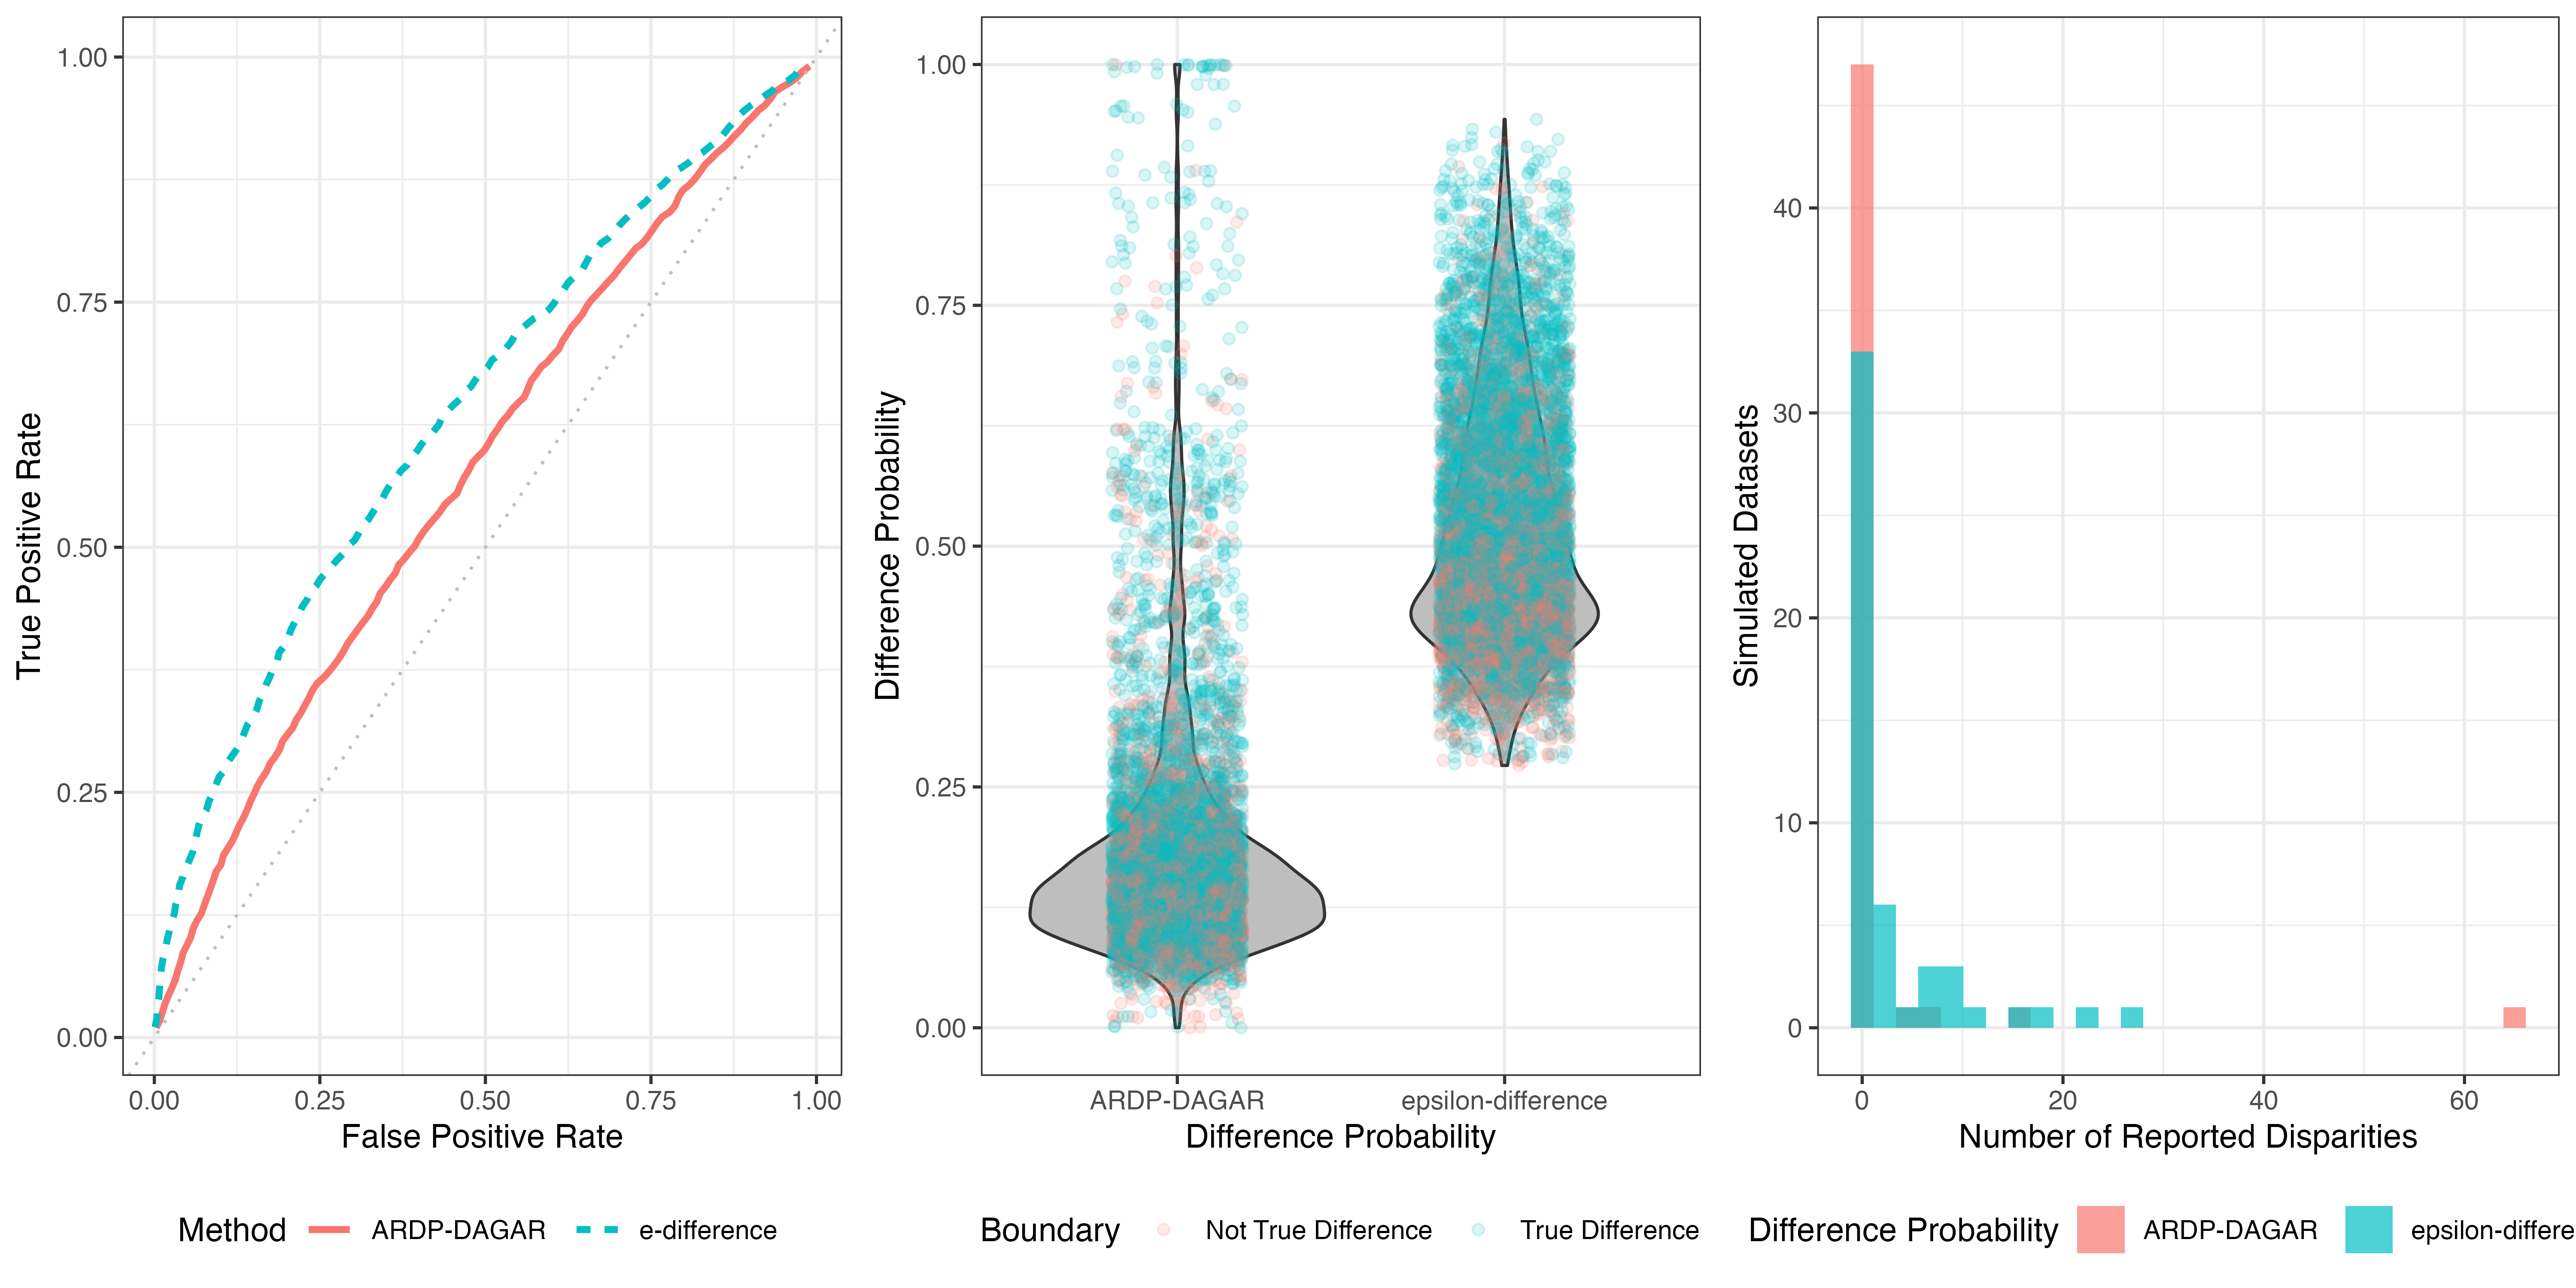 True Positive Rate
1.00
0.75
0.50
0.25
0.00
0.00 0.25 0.50 0.75 1.00
False Positive Rate
Method ARDP-DAGAR e-difference
Difference Probability
1.00
0.75
0.50
0.25
0.00
ARDP-DAGAR epsilon-difference
Difference Probability
Boundary Not True Difference True Difference
Simulated Datasets
40
30
20
10
0
0 20 40 60
Number of Reported Disparities
Difference Probability ARDP-DAGAR epsilon-differe